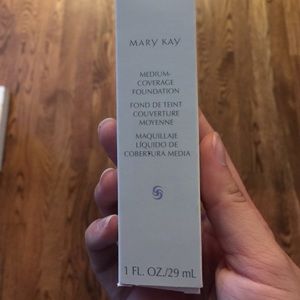 MARY KAY
MEDIUM-
COVERAGE
FOUNDATION
FOND DE TEINT
COUVERTURE
MOYENNE
MAQUILLAJE
LÍQUIDO DE
COBERTURA MEDIA
1 FL. OZ./29 mL